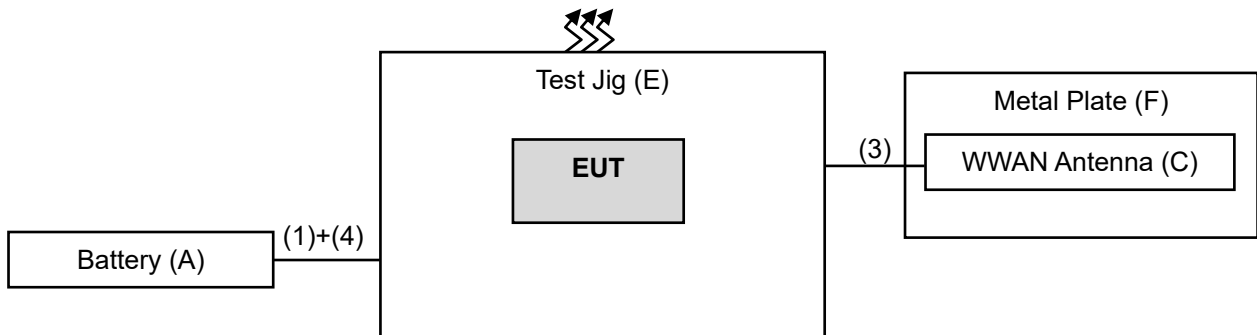 Test Jig (E)
EUT
Metal Plate (F)
(3)
WWAN Antenna (C)
(1)+(4)
Battery (A)